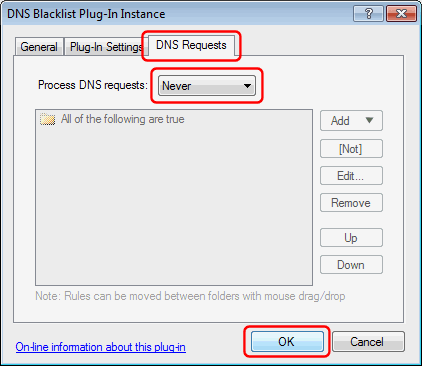 DNS Blacklist Plug-In Instance
General Plug-In Settings DNS Requests
Process DNS requests: Never
All of the following are true
Add
[Not]
Edit...
Remove
Up
Down
Note: Rules can be moved between folders with mouse drag/drop
On-line information about this plug-in
OK Cancel